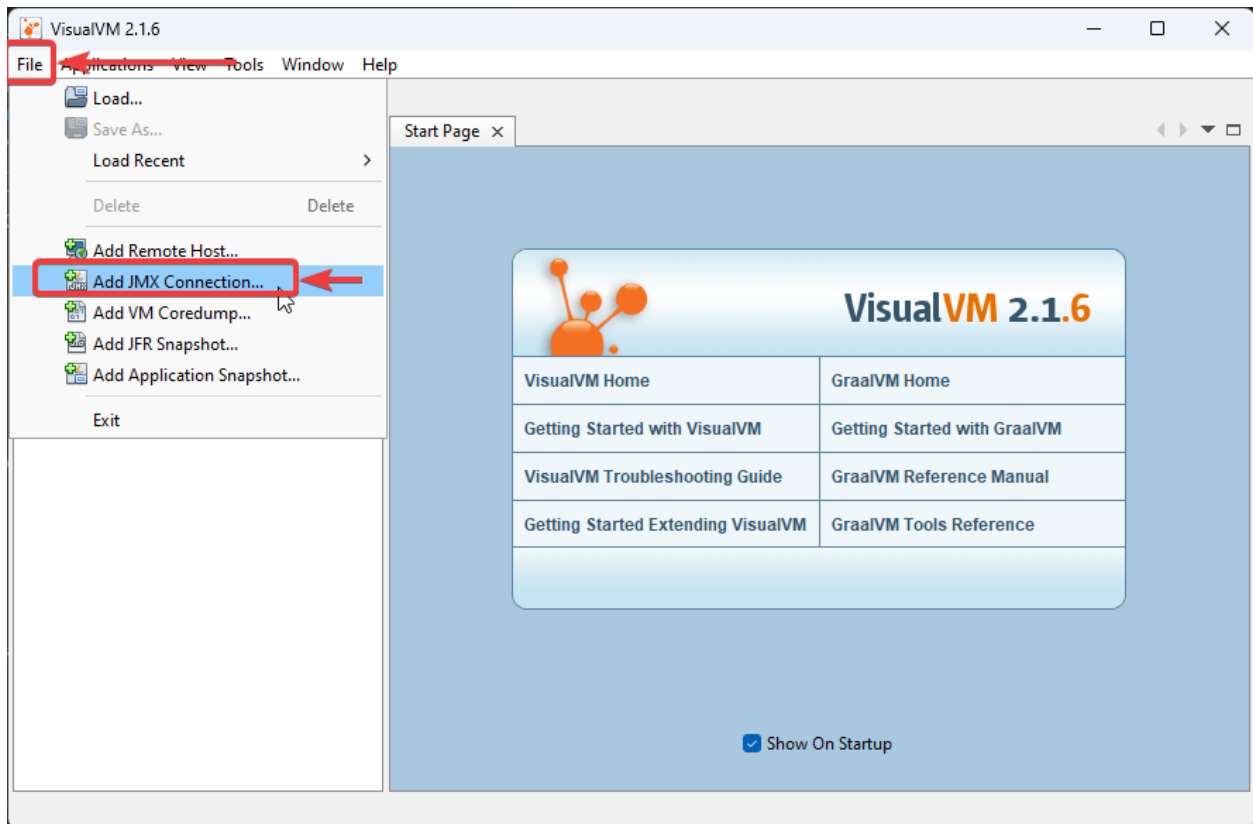 VisualVM 2.1.6
File Applications View Tools Window Help
Load...
Save As...
Load Recent
Delete Delete
Add Remote Host...
Add JMX Connection...
Add VM Coredump...
Add JFR Snapshot...
Add Application Snapshot...
Exit
Start Page
VisualVM 2.1.6
VisualVM Home
GraalVM Home
Getting Started with VisualVM
Getting Started with GraalVM
VisualVM Troubleshooting Guide
GraalVM Reference Manual
Getting Started Extending VisualVM
GraalVM Tools Reference
Show On Startup